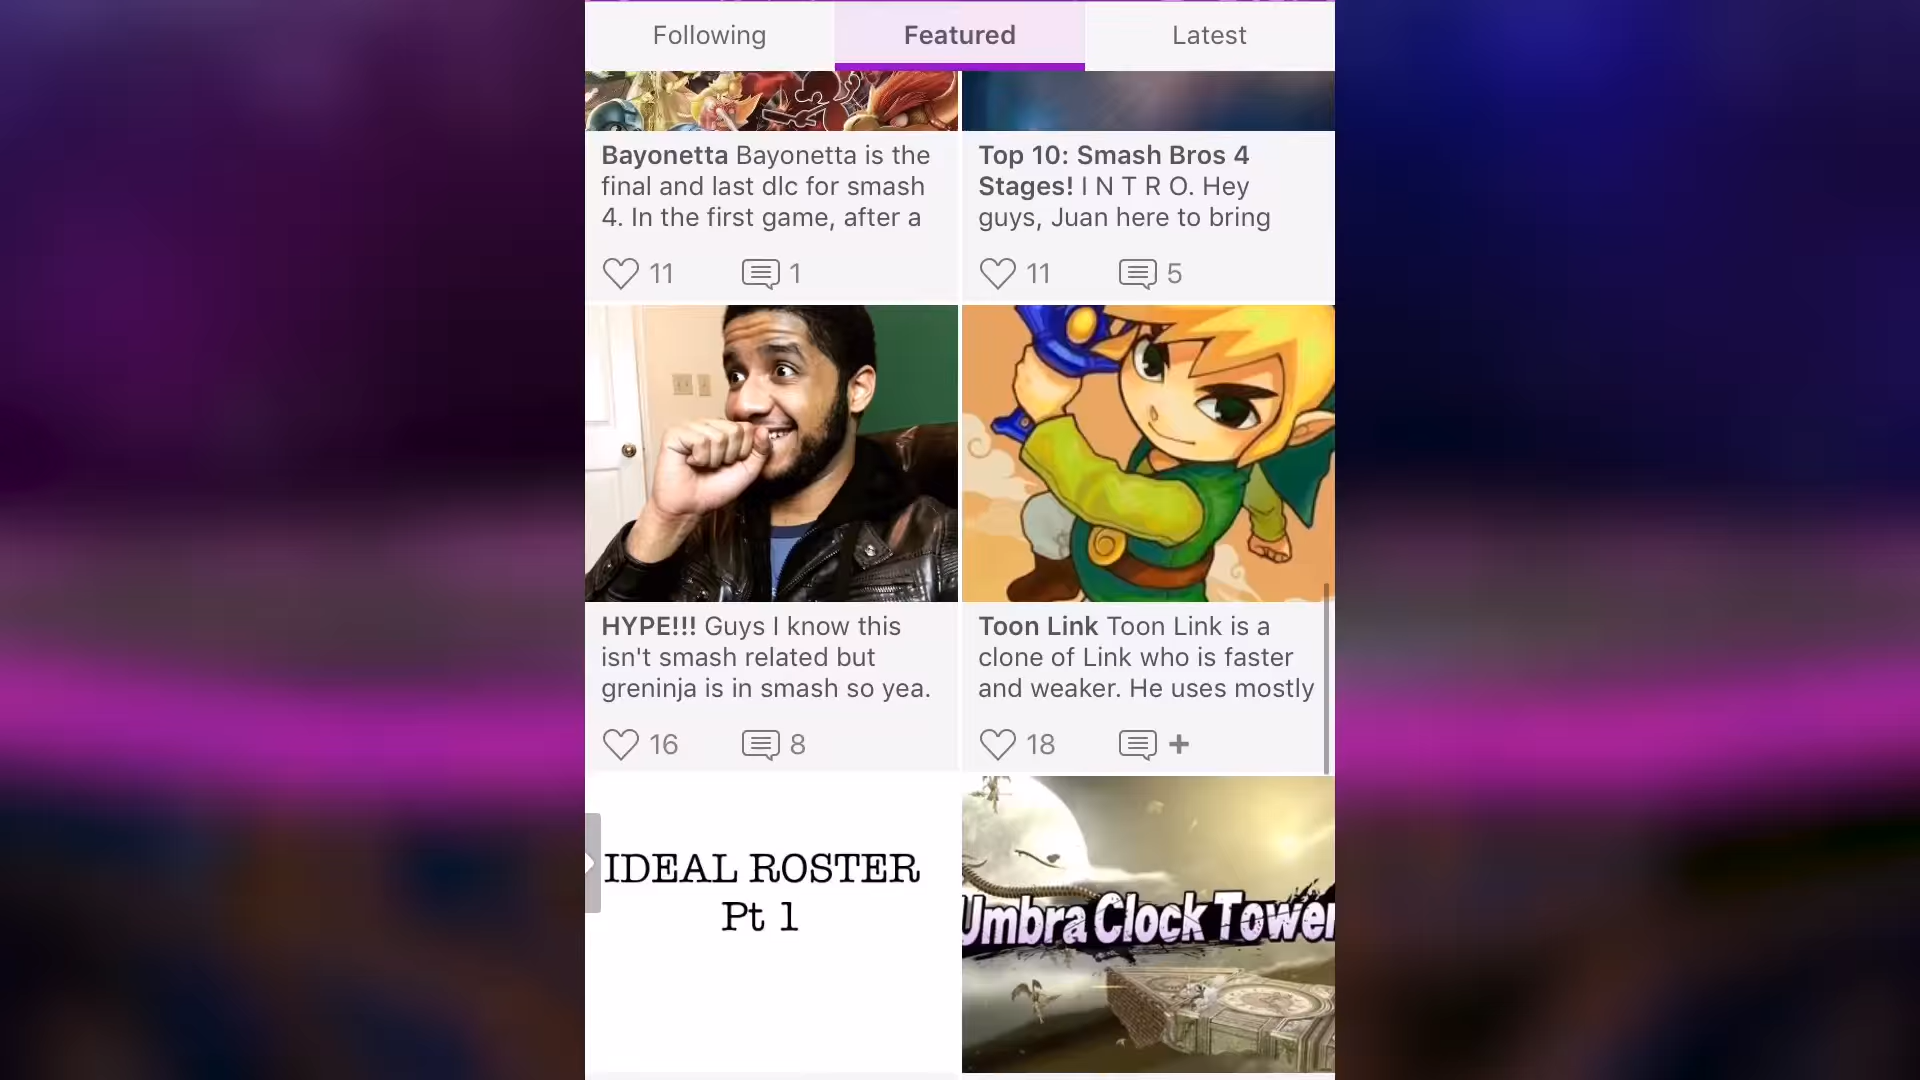 Following
Featured
Latest
Bayonetta Bayonetta is the
final and last dlc for smash
4. In the first game, after a
11
1
Top 10: Smash Bros 4
Stages! I N T R O. Hey
guys, Juan here to bring
11
5
HYPE!!! Guys I know this
isn't smash related but
greninja is in smash so yea.
16
8
Toon Link Toon Link is a
clone of Link who is faster
and weaker. He uses mostly
18
+
IDEAL ROSTER
Pt 1
Umbra Clock Tower